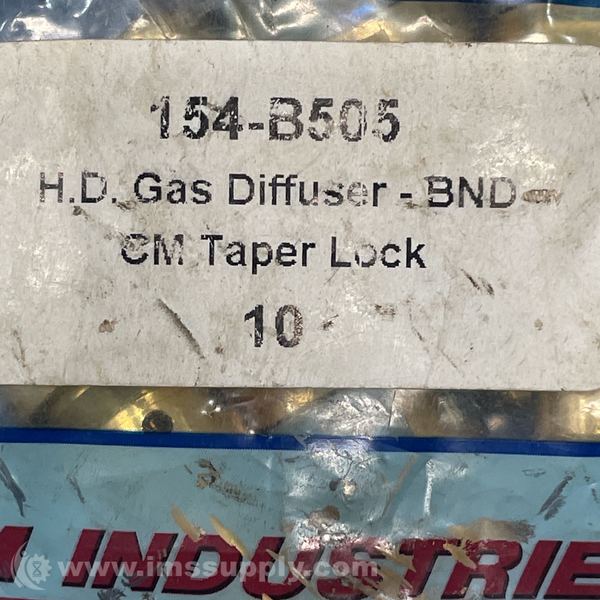 154-B505
H.D. Gas Diffuser - BND
CM Taper Lock
10
INDUSTRIE
www.imssupply.com